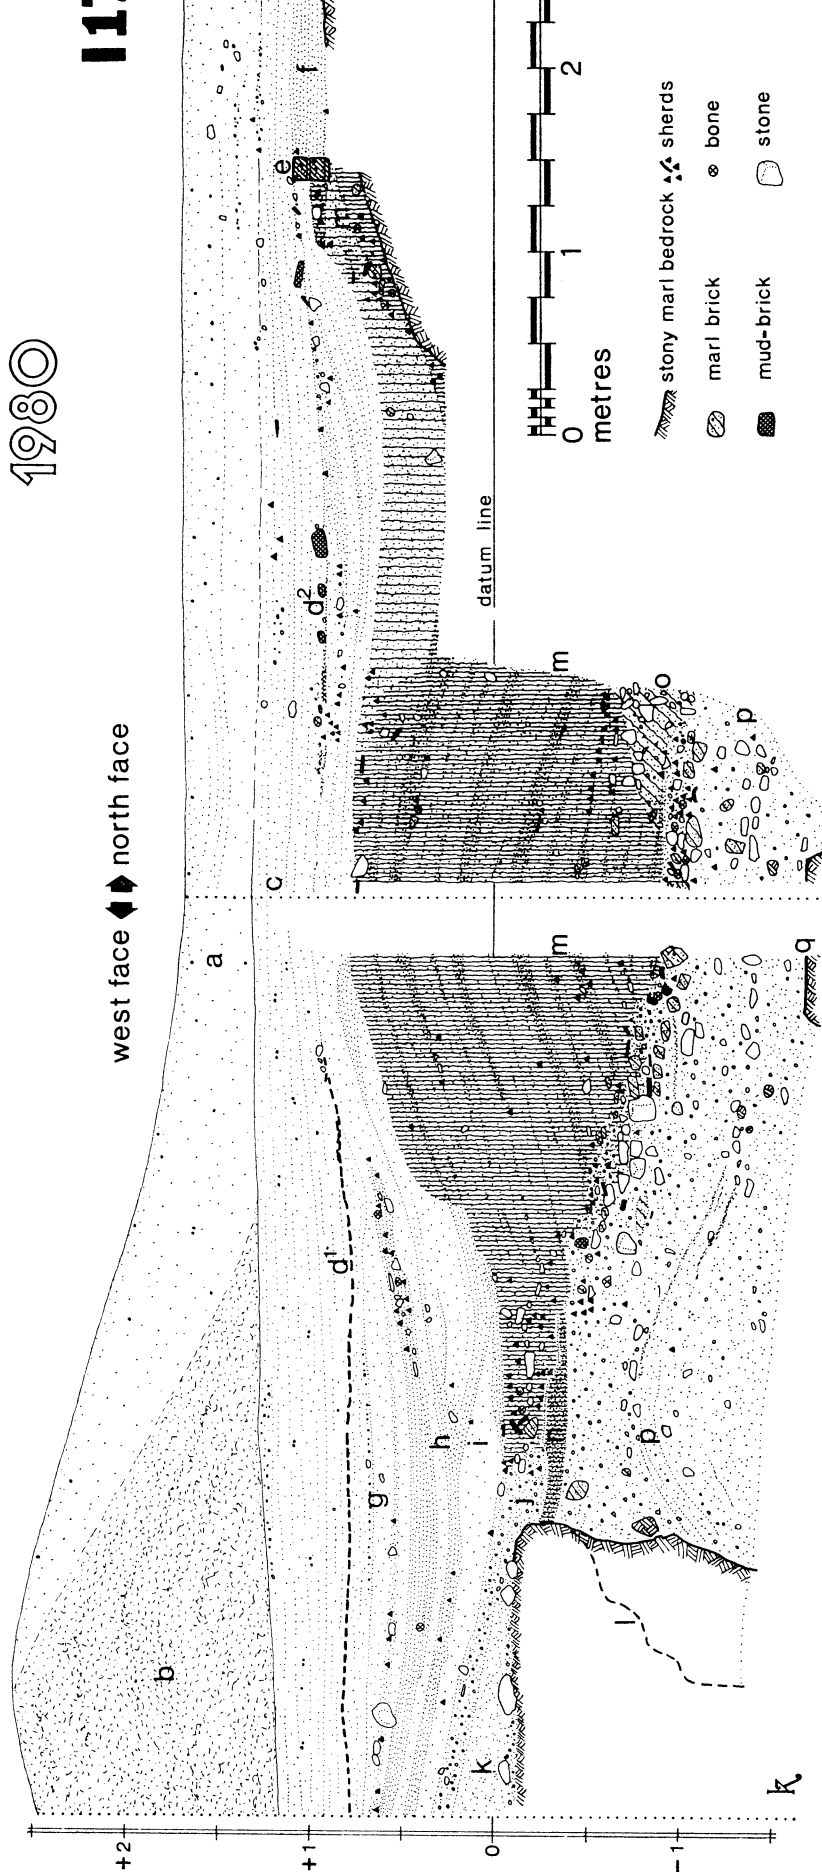 1980
west face north face
a
b
c
d¹
d²
e
f
g
h
i
j
k
l
m
m
n
o
p
p
q
k
datum line
+2
+1
0
−1
0 1 2
metres
stony marl bedrock
sherds
marl brick
bone
mud-brick
stone